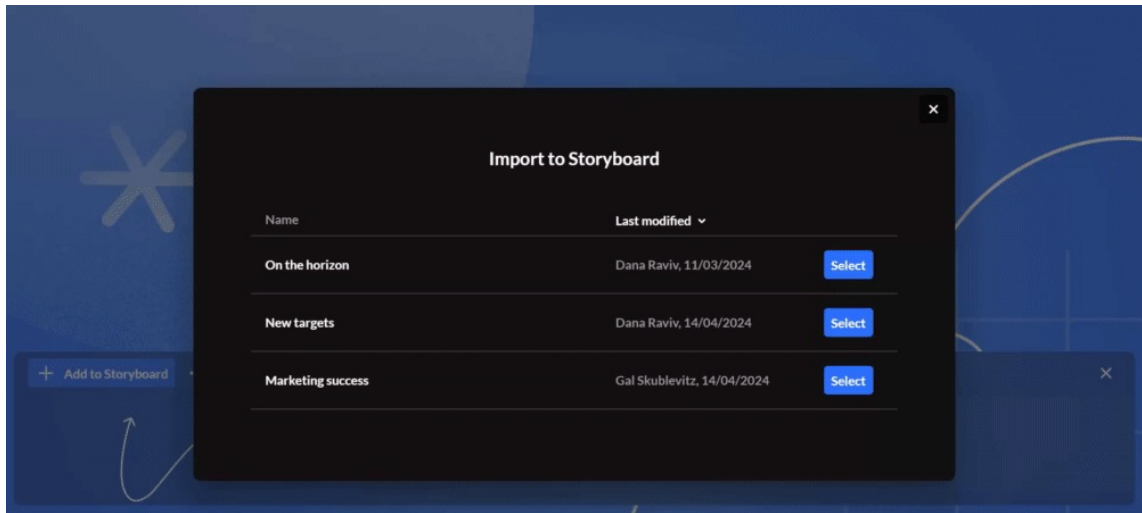 Import to Storyboard
Name Last modified
On the horizon Dana Raviv, 11/03/2024 Select
New targets Dana Raviv, 14/04/2024 Select
Marketing success Gal Skublevitz, 14/04/2024 Select
+ Add to Storyboard